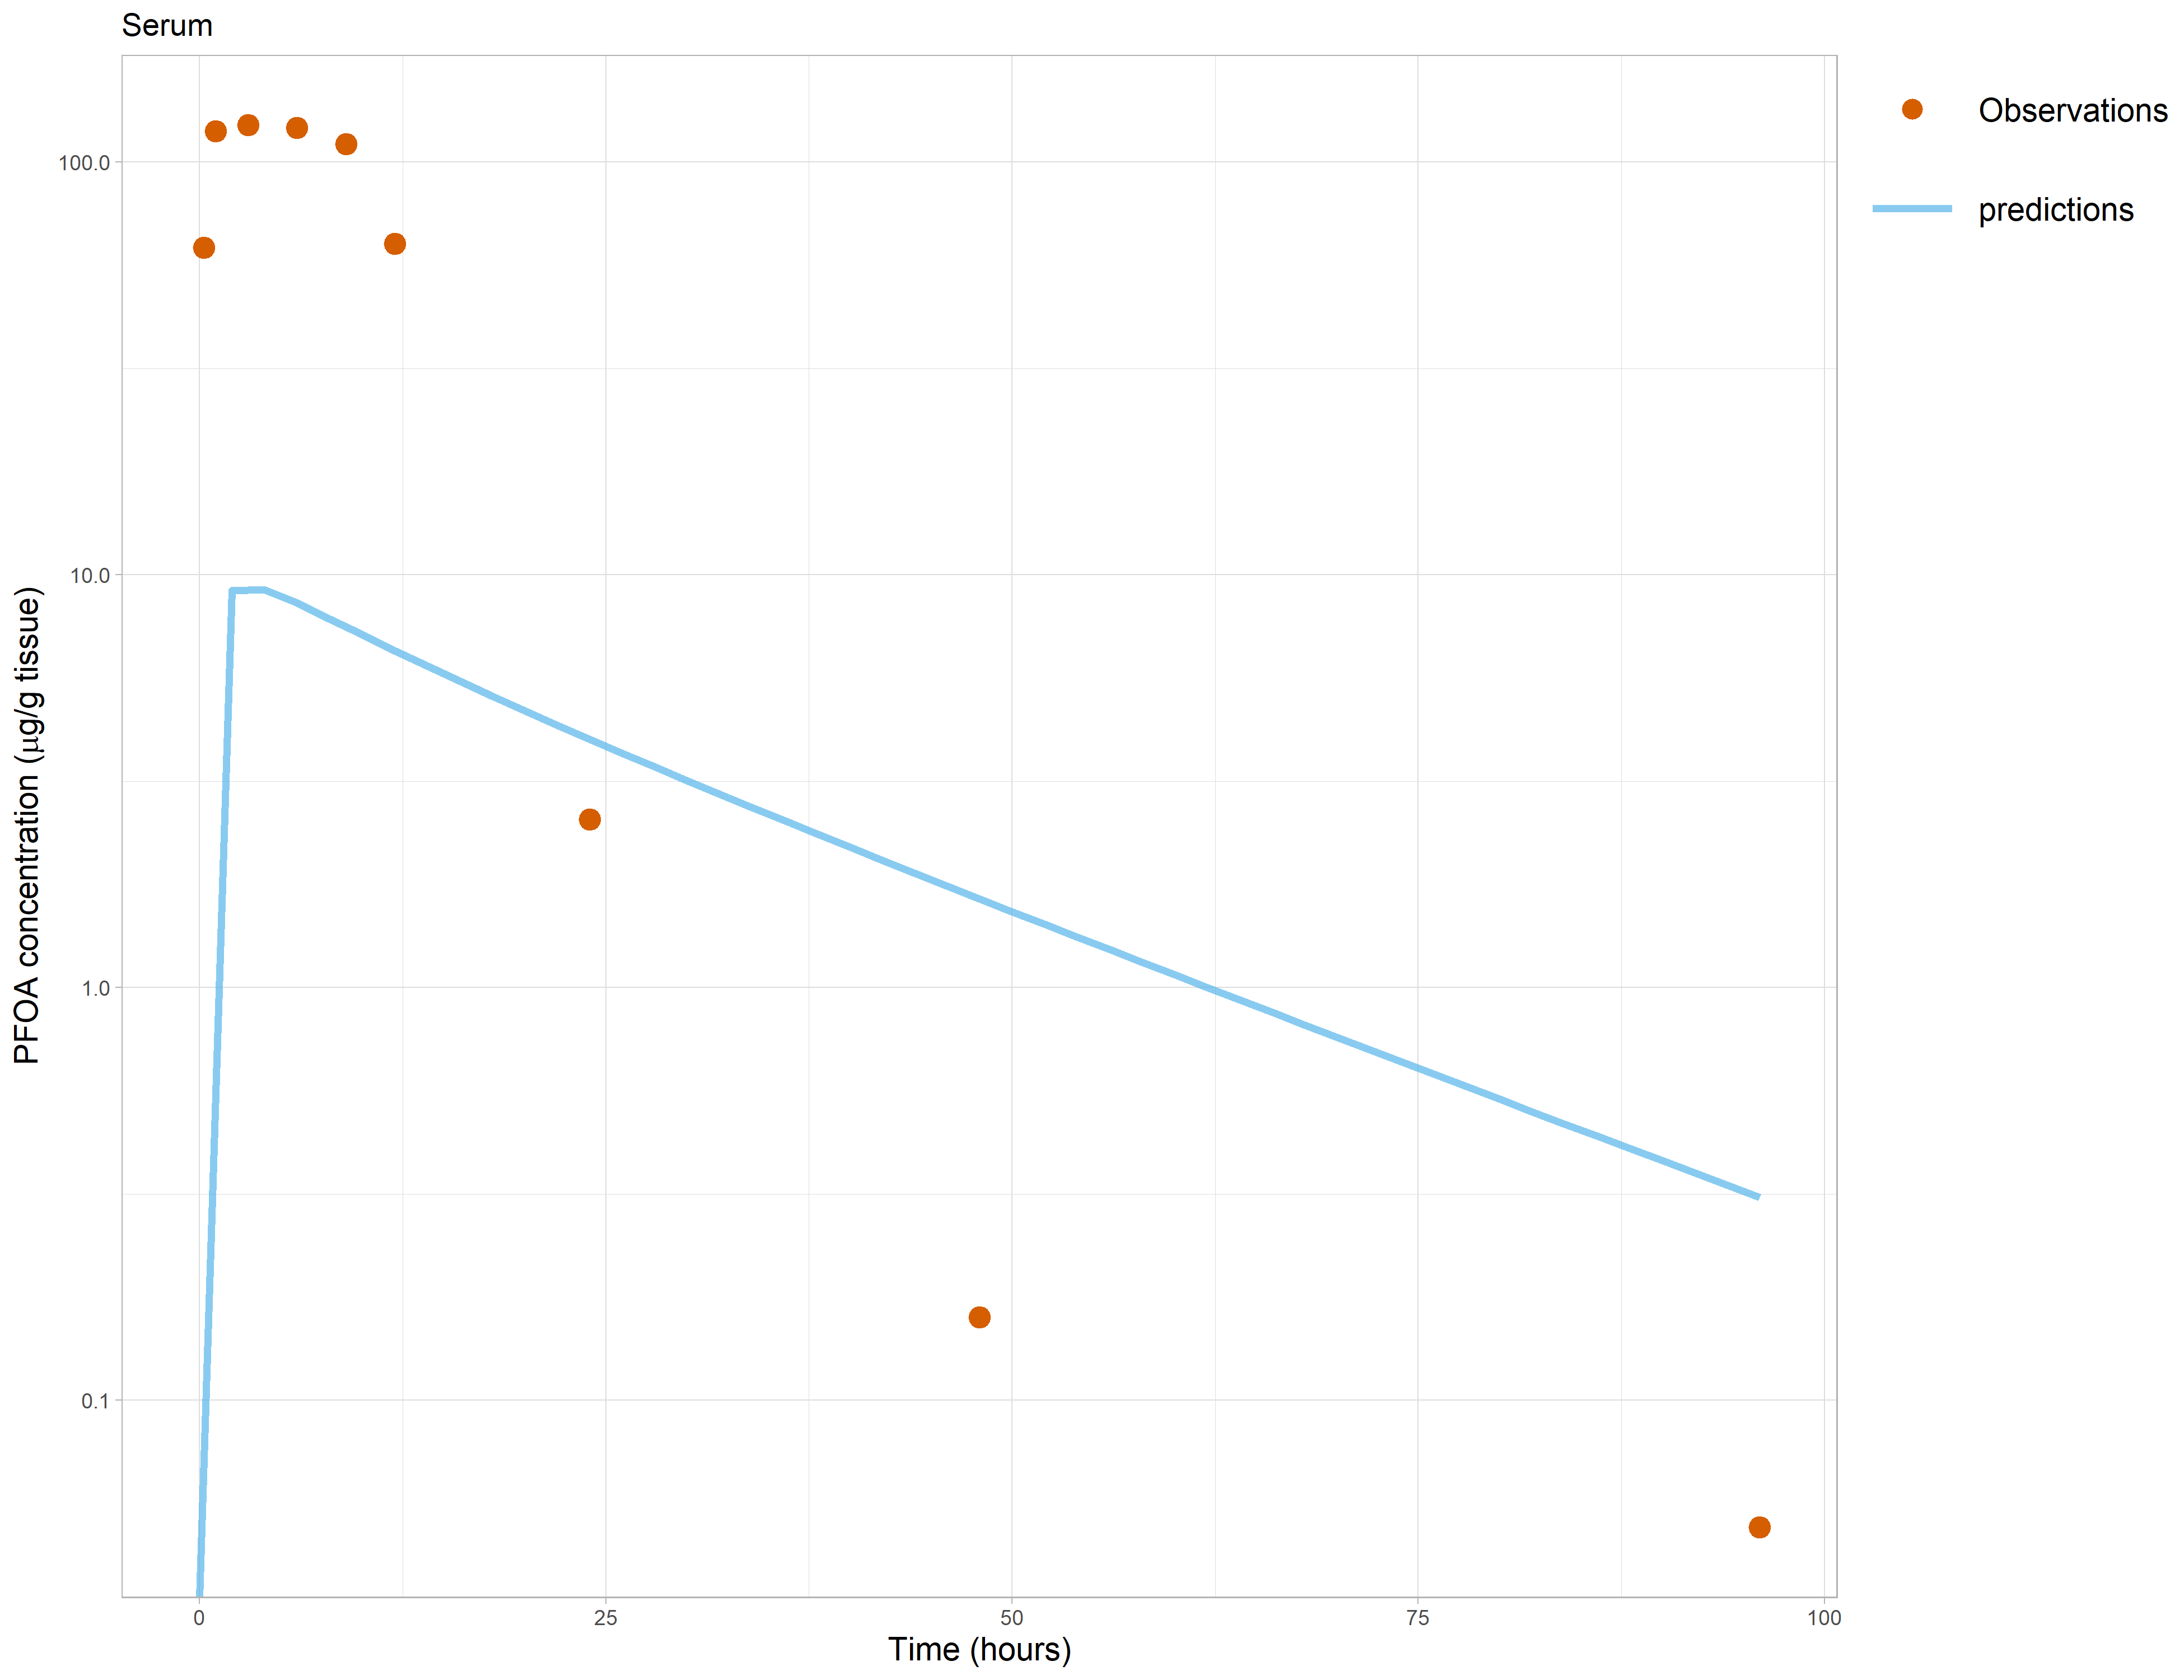 Serum
Observations
predictions
PFOA concentration (μg/g tissue)
100.0
10.0
1.0
0.1
0
25
50
75
100
Time (hours)